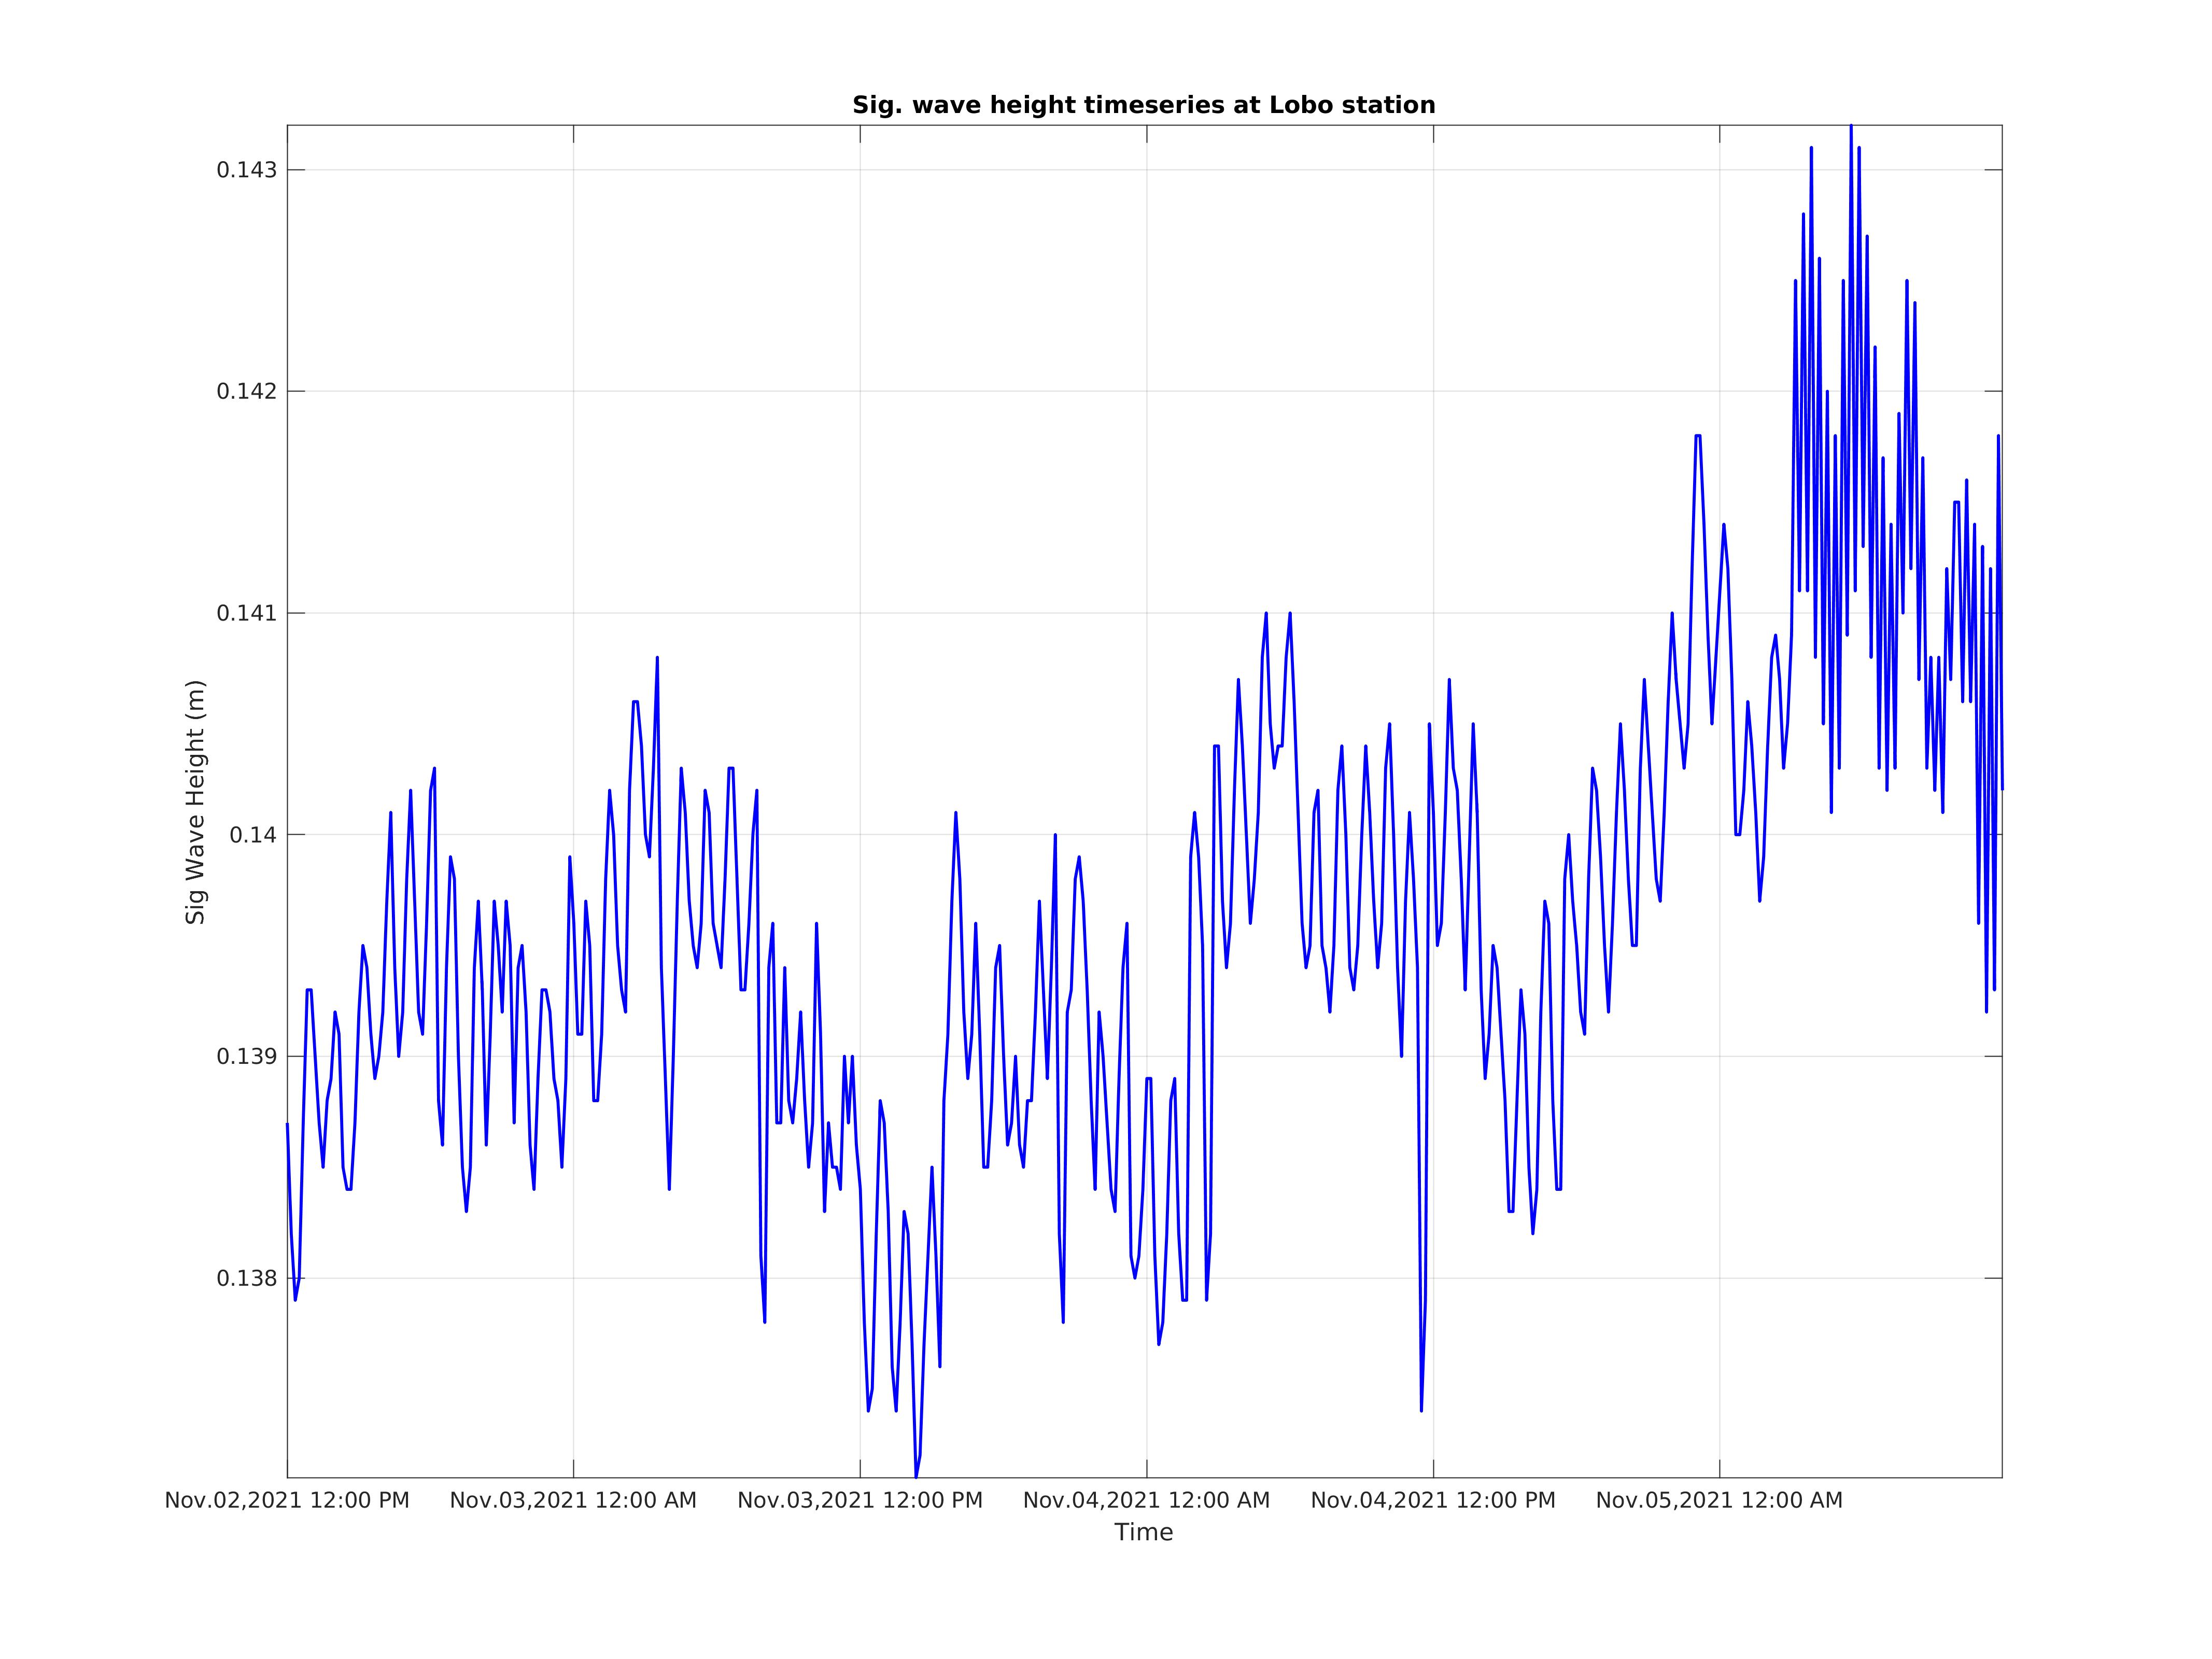 Sig. wave height timeseries at Lobo station
0.143
0.142
0.141
0.14
0.139
0.138
Sig Wave Height (m)
Nov.02,2021 12:00 PM Nov.03,2021 12:00 AM Nov.03,2021 12:00 PM Nov.04,2021 12:00 AM Nov.04,2021 12:00 PM Nov.05,2021 12:00 AM
Time